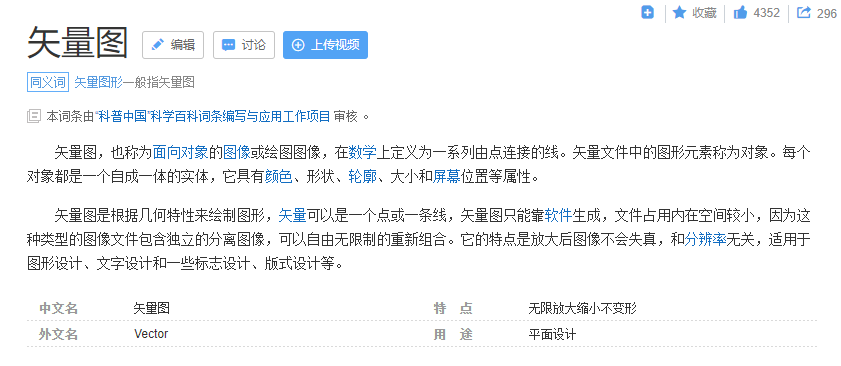 收藏 4352 296
矢量图 编辑 讨论 上传视频
同义词 矢量图形一般指矢量图
本词条由“科普中国”科学百科词条编写与应用工作项目 审核 。
矢量图，也称为面向对象的图像或绘图图像，在数学上定义为一系列由点连接的线。矢量文件中的图形元素称为对象。每个
对象都是一个自成一体的实体，它具有颜色、形状、轮廓、大小和屏幕位置等属性。
矢量图是根据几何特性来绘制图形，矢量可以是一个点或一条线，矢量图只能靠软件生成，文件占用内在空间较小，因为这
种类型的图像文件包含独立的分离图像，可以自由无限制的重新组合。它的特点是放大后图像不会失真，和分辨率无关，适用于
图形设计、文字设计和一些标志设计、版式设计等。
中文名 矢量图 特 点 无限放大缩小不变形
外文名 Vector 用 途 平面设计